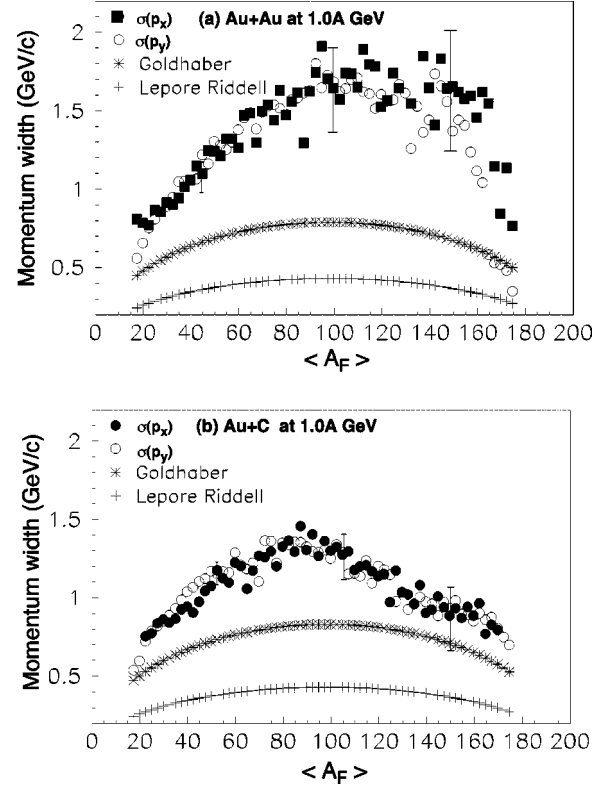 σ(pₓ) (a) Au+Au at 1.0A GeV
σ(p_y)
Goldhaber
Lepore Riddell
Momentum width (GeV/c)
2
1.5
1
0.5
0 20 40 60 80 100 120 140 160 180 200
< A_F >
σ(pₓ) (b) Au+C at 1.0A GeV
σ(p_y)
Goldhaber
Lepore Riddell
Momentum width (GeV/c)
2
1.5
1
0.5
0 20 40 60 80 100 120 140 160 180 200
< A_F >